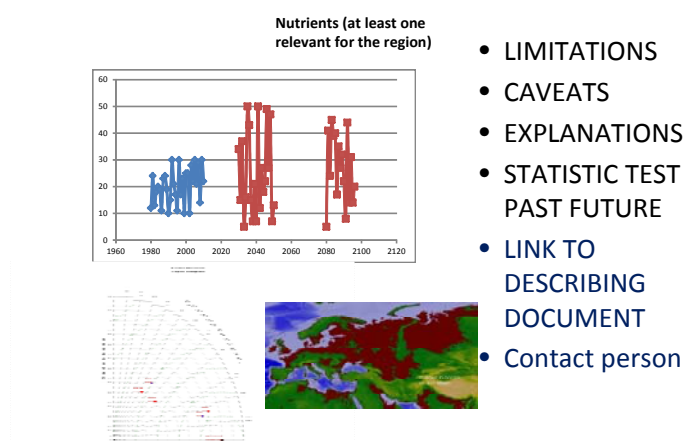 Nutrients (at least one
relevant for the region)
60
50
40
30
20
10
0
1960 1980 2000 2020 2040 2060 2080 2100 2120
• LIMITATIONS
• CAVEATS
• EXPLANATIONS
• STATISTIC TEST
PAST FUTURE
• LINK TO
DESCRIBING
DOCUMENT
• Contact person